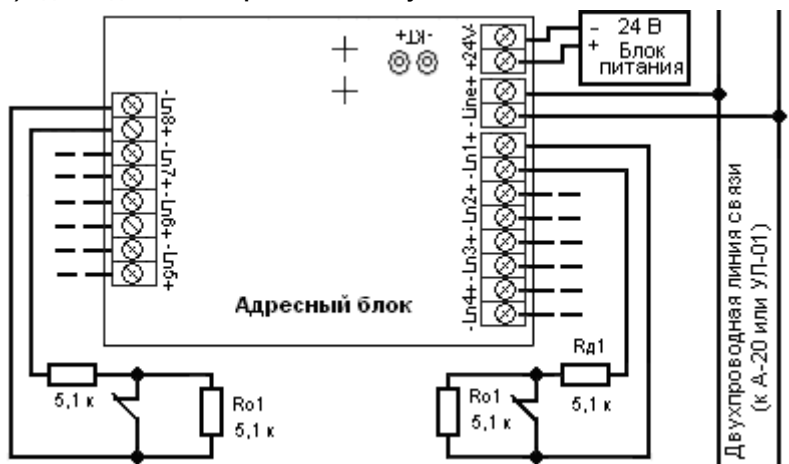 -КТ+
+24V-
- 24 В
+ Блок
питания
-Line+
-Ln8+
-Ln7+
-Ln6+
-Ln5+
-Ln1+
-Ln2+
-Ln3+
-Ln4+
Адресный блок
Двухпроводная линия связи
(к А-20 или УЛ-01)
5,1 к
Ro1
5,1 к
Ro1
5,1 к
Rд1
5,1 к